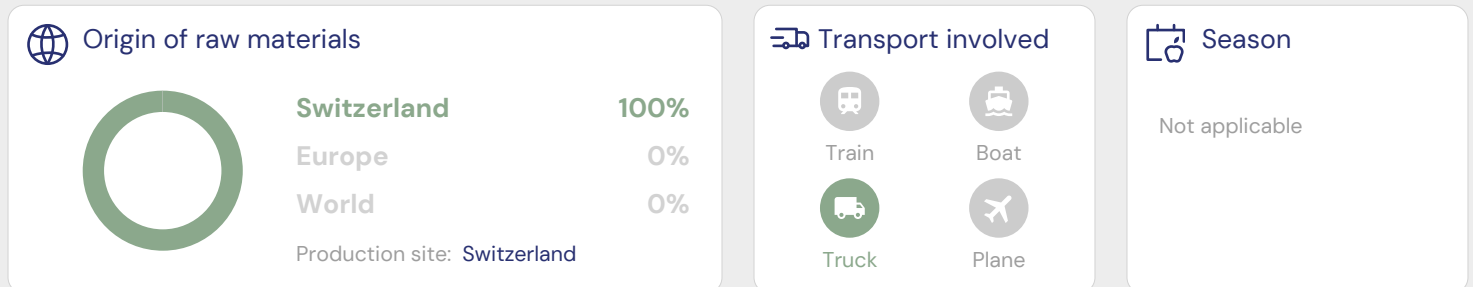 Origin of raw materials
Switzerland 100%
Europe 0%
World 0%
Production site: Switzerland
Transport involved
Train Boat
Truck Plane
Season
Not applicable